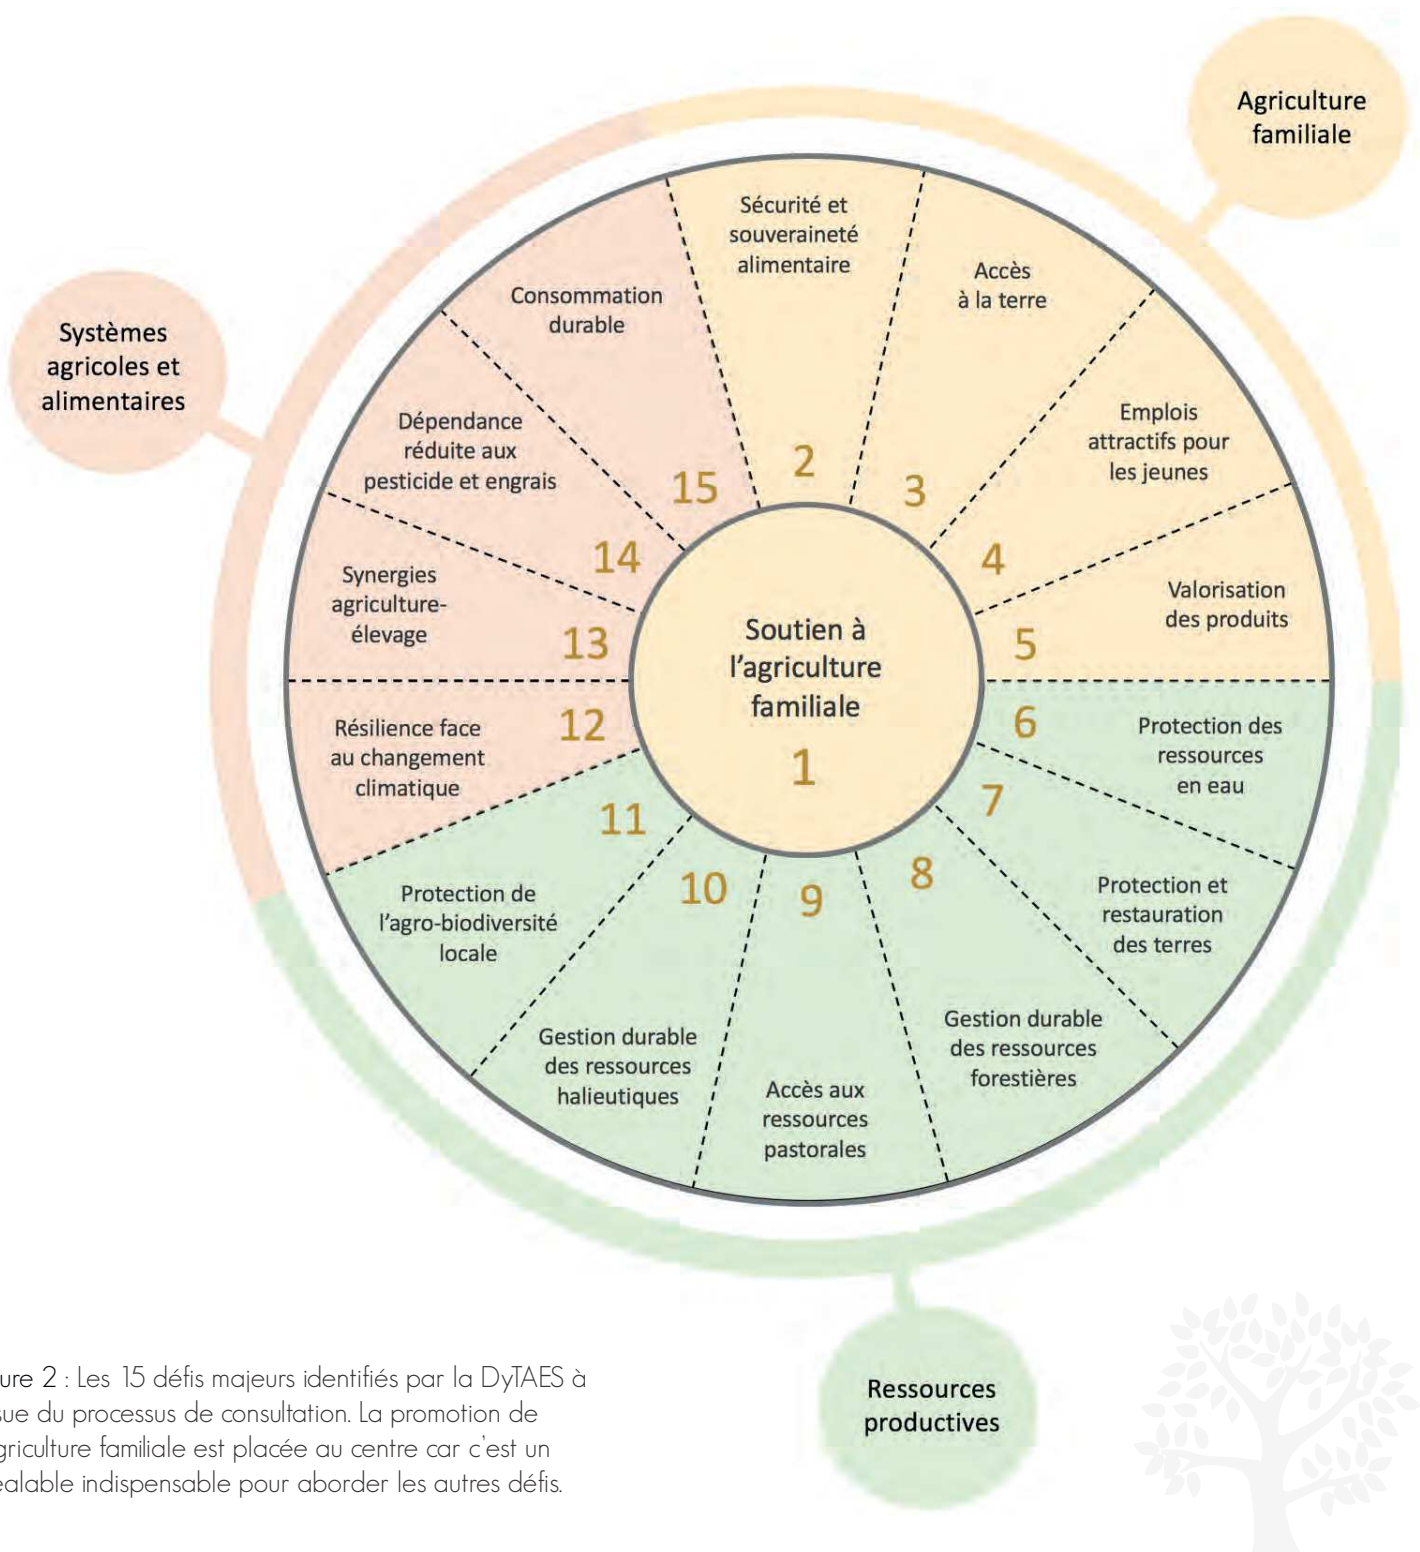 Agriculture
familiale
Systèmes
agricoles et
alimentaires
Soutien à
l'agriculture
familiale
1
Sécurité et
souveraineté
alimentaire
2
Accès
à la terre
3
Emplois
attractifs pour
les jeunes
4
Valorisation
des produits
5
Protection des
ressources
en eau
6
Protection et
restauration
des terres
7
Gestion durable
des ressources
forestières
8
Accès aux
ressources
pastorales
9
Gestion durable
des ressources
halieutiques
10
Protection de
l'agro-biodiversité
locale
11
Résilience face
au changement
climatique
12
Synergies
agriculture-
élevage
13
Dépendance
réduite aux
pesticide et engrais
14
Consommation
durable
15
Ressources
productives
2 : Les 15 défis majeurs identifiés par la DyTAES à
du processus de consultation. La promotion de
familiale est placée au centre car c'est un
indispensable pour aborder les autres défis.